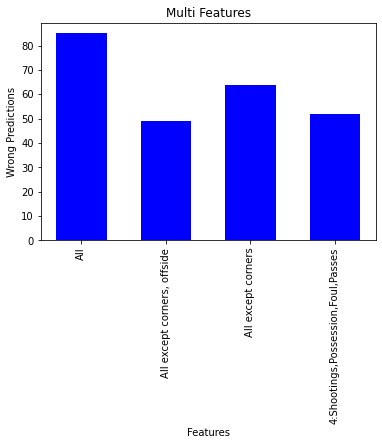 Multi Features
Wrong Predictions
80
70
60
50
40
30
20
10
0
All
All except corners, offside
All except corners
4:Shootings,Possession,Foul,Passes
Features